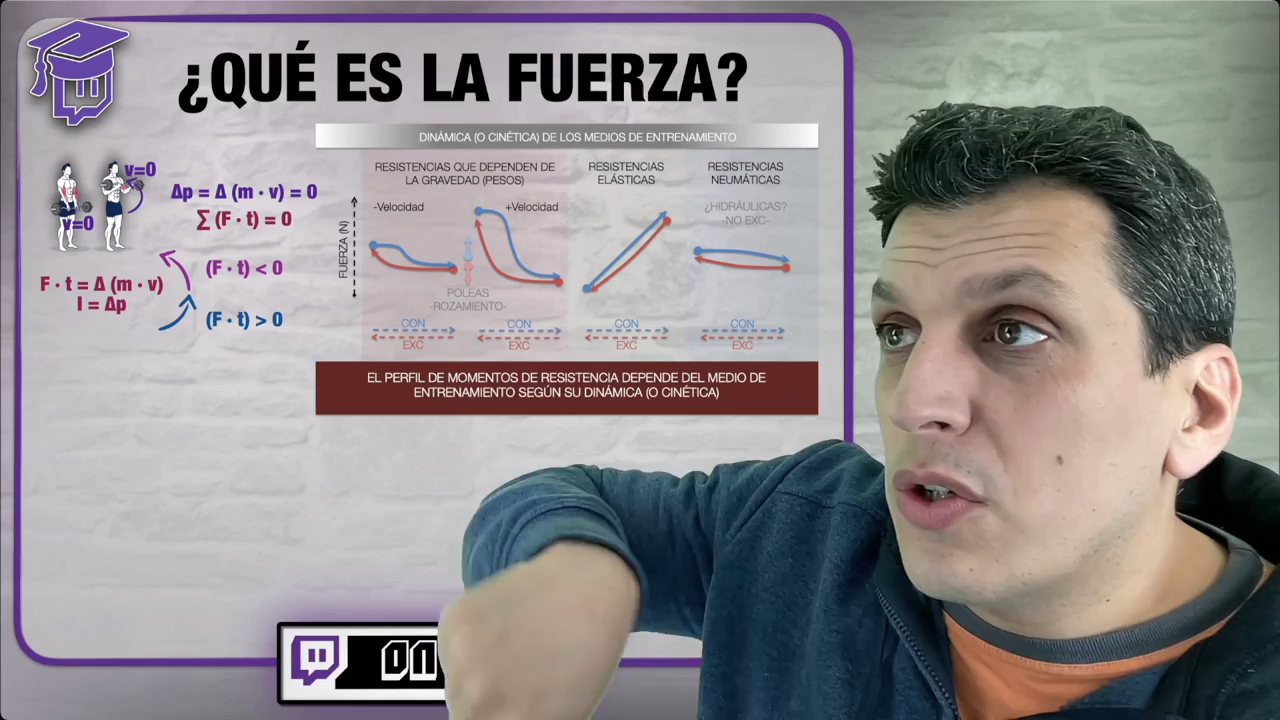 ¿QUÉ ES LA FUERZA?
DINÁMICA (O CINÉTICA) DE LOS MEDIOS DE ENTRENAMIENTO
RESISTENCIAS QUE DEPENDEN DE
LA GRAVEDAD (PESOS)
RESISTENCIAS
ELÁSTICAS
RESISTENCIAS
NEUMÁTICAS
¿HIDRÁULICAS?
-NO EXC-
-Velocidad
+Velocidad
FUERZA (N)
POLEAS
-ROZAMIENTO-
CON
EXC
CON
EXC
CON
EXC
CON
EXC
EL PERFIL DE MOMENTOS DE RESISTENCIA DEPENDE DEL MEDIO DE
ENTRENAMIENTO SEGÚN SU DINÁMICA (O CINÉTICA)
v=0
v=0
Δp = Δ (m · v) = 0
∑ (F · t) = 0
(F · t) < 0
F · t = Δ (m · v)
I = Δp
(F · t) > 0